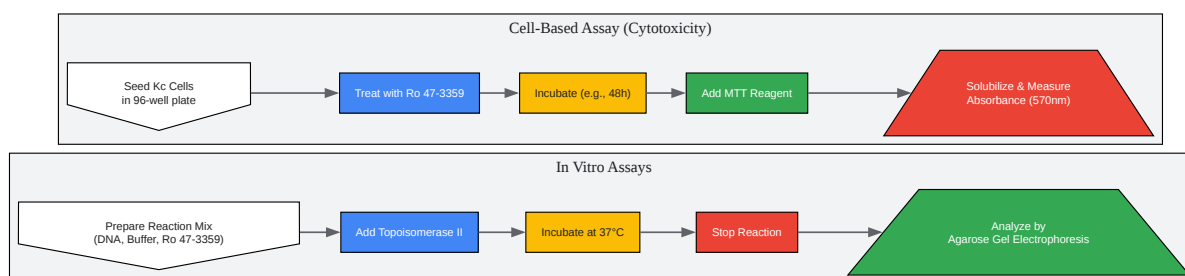 Cell-Based Assay (Cytotoxicity)
Seed Kc Cells
in 96-well plate
Treat with Ro 47-3359
Incubate (e.g., 48h)
Add MTT Reagent
Solubilize & Measure
Absorbance (570nm)
In Vitro Assays
Prepare Reaction Mix
(DNA, Buffer, Ro 47-3359)
Add Topoisomerase II
Incubate at 37°C
Stop Reaction
Analyze by
Agarose Gel Electrophoresis